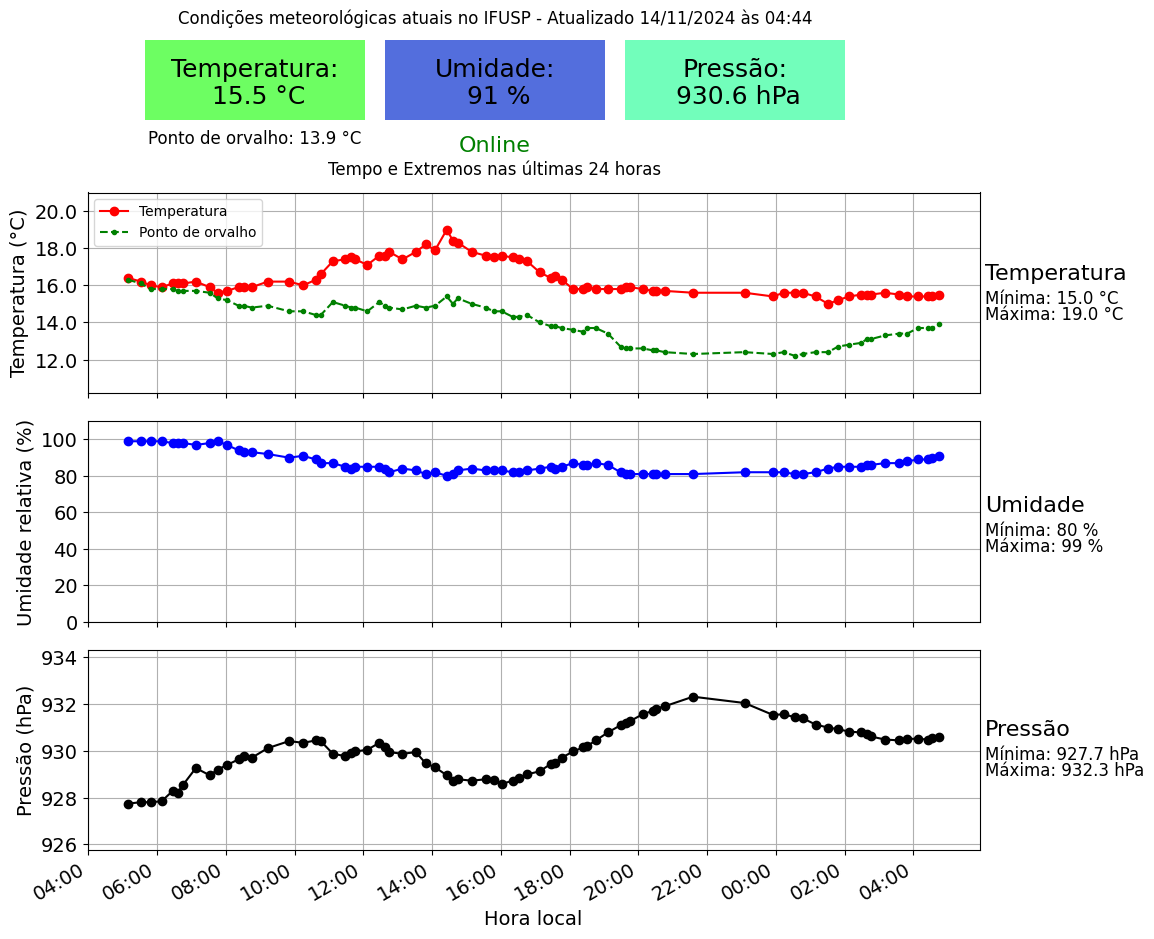 Condições meteorológicas atuais no IFUSP - Atualizado 14/11/2024 às 04:44
Temperatura:
15.5 °C
Umidade:
91 %
Pressão:
930.6 hPa
Ponto de orvalho: 13.9 °C
Online
Tempo e Extremos nas últimas 24 horas
Temperatura (°C)
20.0
18.0
16.0
14.0
12.0
Temperatura
Ponto de orvalho
Temperatura
Mínima: 15.0 °C
Máxima: 19.0 °C
Umidade relativa (%)
100
80
60
40
20
0
Umidade
Mínima: 80 %
Máxima: 99 %
Pressão (hPa)
934
932
930
928
926
Pressão
Mínima: 927.7 hPa
Máxima: 932.3 hPa
04:00
06:00
08:00
10:00
12:00
14:00
16:00
18:00
20:00
22:00
00:00
02:00
04:00
Hora local